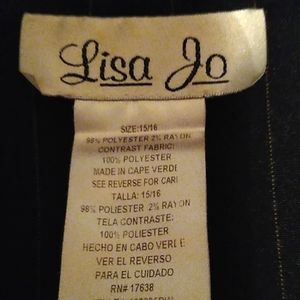 Lisa Jo
SIZE:15/16
98% POLYESTER 2% RAYON
CONTRAST FABRIC:
100% POLYESTER
MADE IN CAPE VERDE
SEE REVERSE FOR CARE
TALLA: 15/16
98% POLIESTER 2% RAYON
TELA CONTRASTE:
100% POLIESTER
HECHO EN CABO VERDE
VER EL REVERSO
PARA EL CUIDADO
RN# 17638